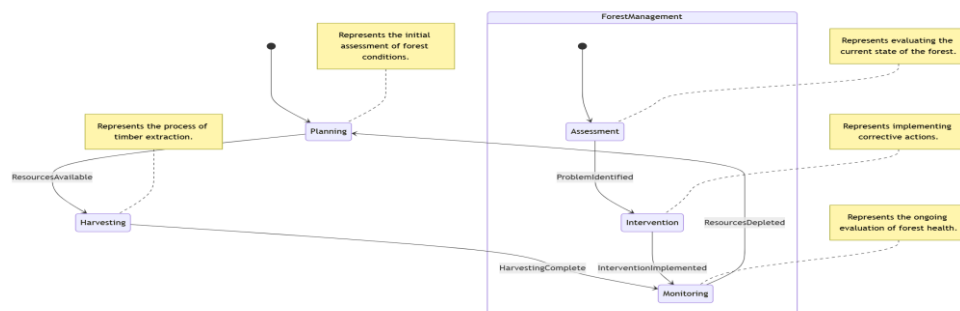 ForestManagement
Represents the initial
assessment of forest
conditions.
Represents evaluating the
current state of the forest.
Represents the process of
timber extraction.
Planning
Assessment
Represents implementing
corrective actions.
ResourcesAvailable
ProblemIdentified
Harvesting
Intervention
ResourcesDepleted
Represents the ongoing
evaluation of forest health.
HarvestingComplete
InterventionImplemented
Monitoring